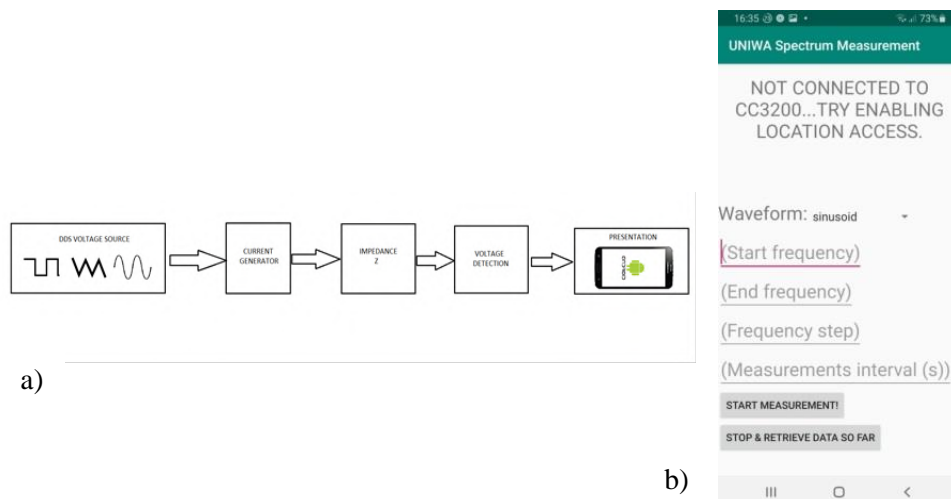 DDS VOLTAGE SOURCE
CURRENT
GENERATOR
IMPEDANCE
Z
VOLTAGE
DETECTION
PRESENTATION
a)
16:35
73%
UNIWA Spectrum Measurement
NOT CONNECTED TO
CC3200...TRY ENABLING
LOCATION ACCESS.
Waveform: sinusoid
(Start frequency)
(End frequency)
(Frequency step)
(Measurements interval (s))
START MEASUREMENT!
STOP & RETRIEVE DATA SO FAR
b)